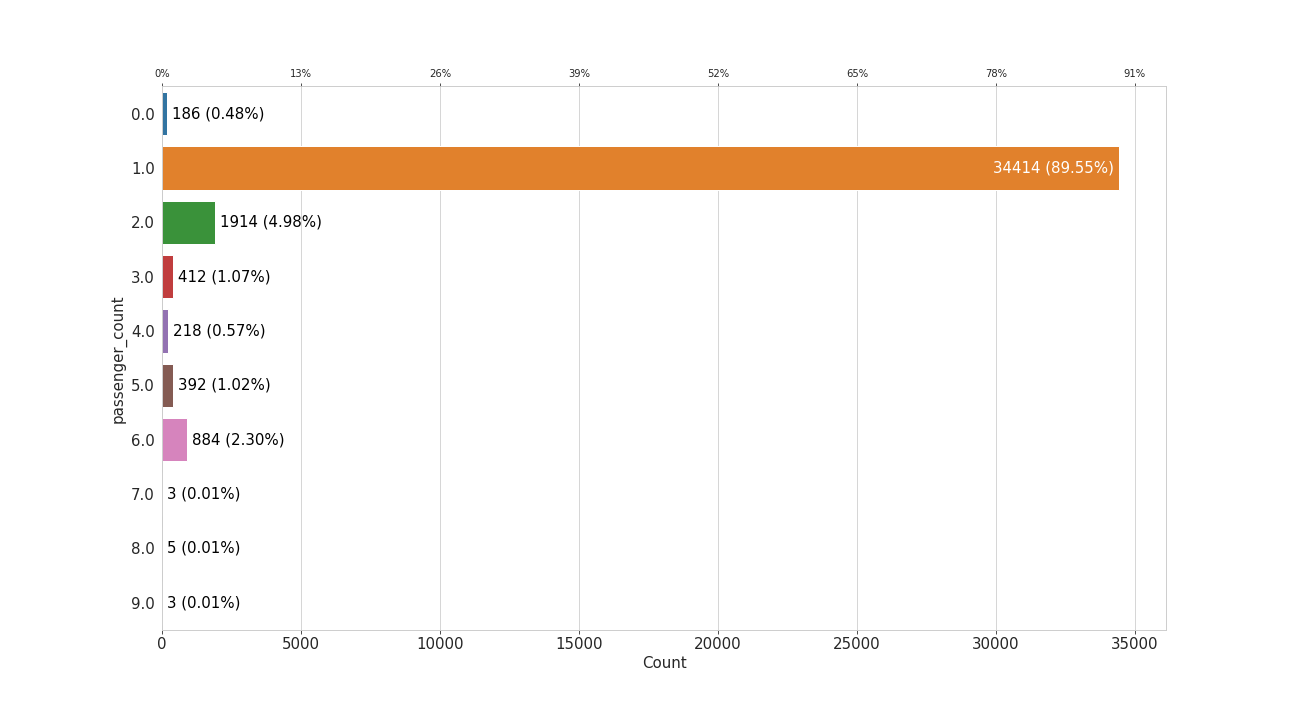 0% 13% 26% 39% 52% 65% 78% 91%
0.0 186 (0.48%)
1.0 34414 (89.55%)
2.0 1914 (4.98%)
3.0 412 (1.07%)
4.0 218 (0.57%)
passenger_count
5.0 392 (1.02%)
6.0 884 (2.30%)
7.0 3 (0.01%)
8.0 5 (0.01%)
9.0 3 (0.01%)
0 5000 10000 15000 20000 25000 30000 35000
Count